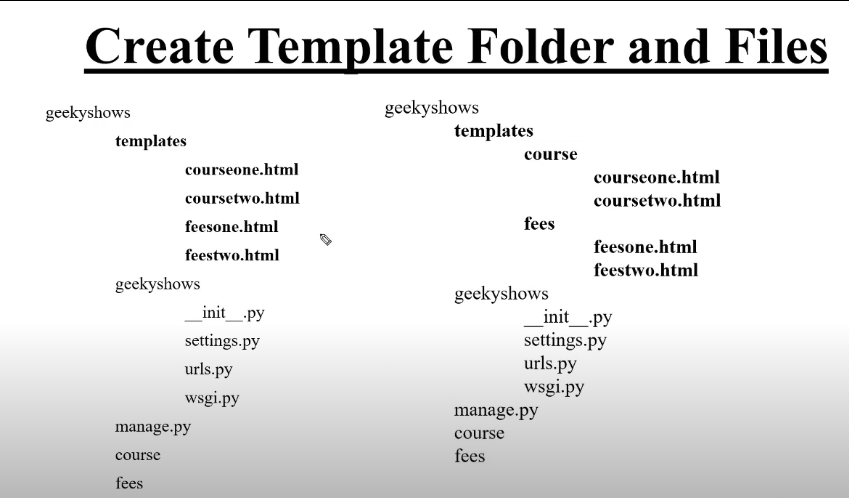 Create Template Folder and Files
geekyshows
templates
courseone.html
coursetwo.html
feesone.html
feestwo.html
geekyshows
__init__.py
settings.py
urls.py
wsgi.py
manage.py
course
fees
geekyshows
templates
course
courseone.html
coursetwo.html
fees
feesone.html
feestwo.html
geekyshows
__init__.py
settings.py
urls.py
wsgi.py
manage.py
course
fees